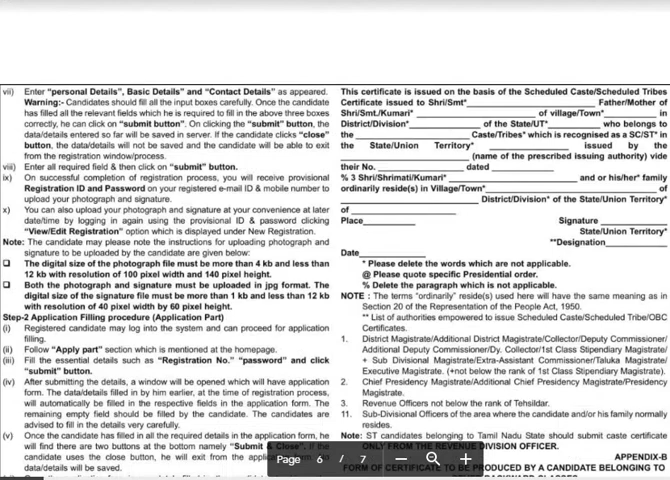 vii) Enter “personal Details”, Basic Details” and “Contact Details” as appeared.
Warning:- Candidates should fill all the input boxes carefully. Once the candidate
has filled all the relevant fields which he is required to fill in the above three boxes
correctly, he can click on “submit button”. On clicking the “submit” button, the
data/details entered so far will be saved in server. If the candidate clicks “close”
button, the data/details will not be saved and the candidate will be able to exit
from the registration window/process.
viii) Enter all required field & then click on “submit” button.
ix) On successful completion of registration process, you will receive provisional
Registration ID and Password on your registered e-mail ID & mobile number to
upload your photograph and signature.
x) You can also upload your photograph and signature at your convenience at later
date/time by logging in again using the provisional ID & password clicking
“View/Edit Registration” option which is displayed under New Registration.
Note: The candidate may please note the instructions for uploading photograph and
signature to be uploaded by the candidate are given below:
❑ The digital size of the photograph file must be more than 4 kb and less than
12 kb with resolution of 100 pixel width and 140 pixel height.
❑ Both the photograph and signature must be uploaded in jpg format. The
digital size of the signature file must be more than 1 kb and less than 12 kb
with resolution of 40 pixel width by 60 pixel height.
Step-2 Application Filling procedure (Application Part)
(i) Registered candidate may log into the system and can proceed for application
filling.
(ii) Follow “Apply part” section which is mentioned at the homepage.
(iii) Fill the essential details such as “Registration No.” “password” and click
“submit” button.
(iv) After submitting the details, a window will be opened which will have application
form. The data/details filled in by him earlier, at the time of registration process,
will automatically be filled in the respective fields in the application form. The
remaining empty field should be filled by the candidate. The candidates are
advised to fill in the details very carefully.
(v) Once the candidate has filled in all the required details in the application form, he
will find there are two buttons at the bottom namely “Submit & Close”. If the
candidate uses the close button, he will exit from the
data/details will be saved.
This certificate is issued on the basis of the Scheduled Caste/Scheduled Tribes
Certificate issued to Shri/Smt* Father/Mother of
Shri/Smt./Kumari* of village/Town* in
District/Division* of the State/UT* who belongs to
the Caste/Tribes* which is recognised as a SC/ST* in
the State/Union Territory* issued by the
(name of the prescribed issuing authority) vide
their No. dated
% 3 Shri/Shrimati/Kumari* and or his/her* family
ordinarily reside(s) in Village/Town* of
District/Division* of the State/Union Territory*
of
Place Signature
State/Union Territory*
**Designation
Date
* Please delete the words which are not applicable.
@ Please quote specific Presidential order.
% Delete the paragraph which is not applicable.
NOTE : The terms “ordinarily” reside(s) used here will have the same meaning as in
Section 20 of the Representation of the People Act, 1950.
** List of authorities empowered to issue Scheduled Caste/Scheduled Tribe/OBC
Certificates.
1. District Magistrate/Additional District Magistrate/Collector/Deputy Commissioner/
Additional Deputy Commissioner/Dy. Collector/1st Class Stipendiary Magistrate/
+ Sub Divisional Magistrate/Extra-Assistant Commissioner/Taluka Magistrate/
Executive Magistrate. (+not below the rank of 1st Class Stipendiary Magistrate).
2. Chief Presidency Magistrate/Additional Chief Presidency Magistrate/Presidency
Magistrate.
3. Revenue Officers not below the rank of Tehsildar.
11. Sub-Divisional Officers of the area where the candidate and/or his family normally
resides.
Note: ST candidates belonging to Tamil Nadu State should submit caste certificate
ONLY FROM THE REVENUE DIVISION OFFICER.
APPENDIX-B
FORM OF CERTIFICATE TO BE PRODUCED BY A CANDIDATE BELONGING TO
Page 6 / 7 − +